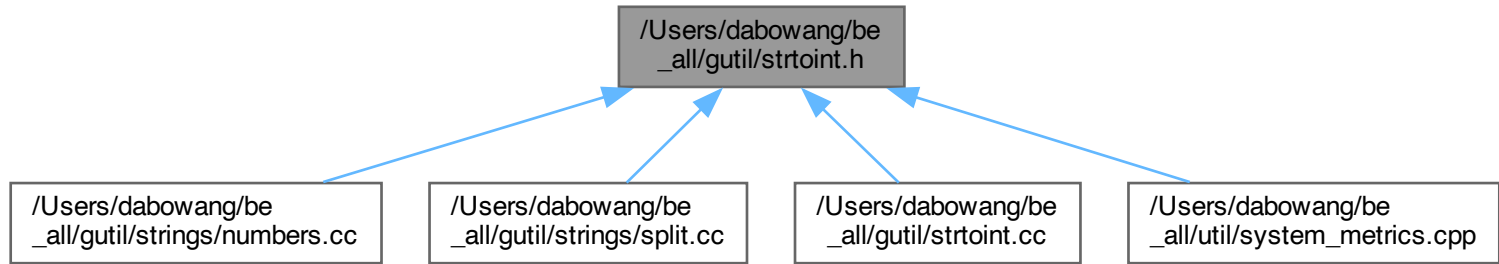 /Users/dabowang/be
_all/gutil/strtoint.h
/Users/dabowang/be
_all/gutil/strings/numbers.cc
/Users/dabowang/be
_all/gutil/strings/split.cc
/Users/dabowang/be
_all/gutil/strtoint.cc
/Users/dabowang/be
_all/util/system_metrics.cpp